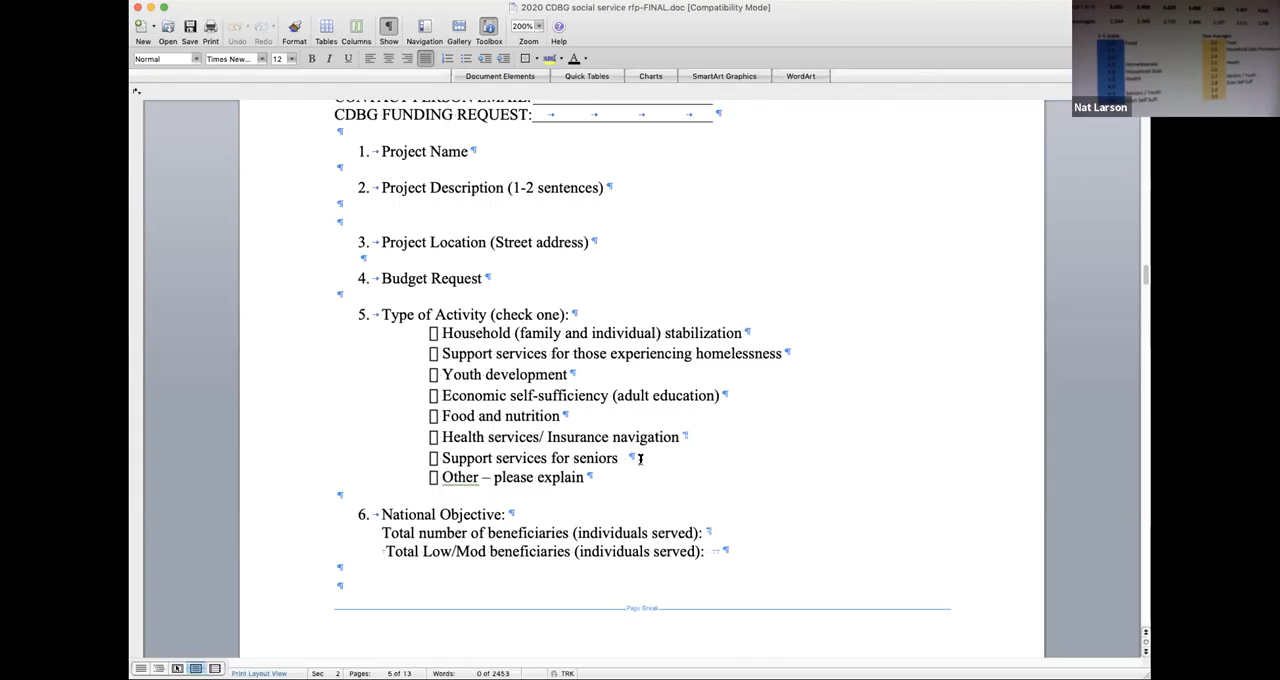 2020 CDBG social service rfp-FINAL.doc [Compatibility Mode]
New Open Save Print Undo Redo Format Tables Columns Show Navigation Gallery Toolbox Zoom Help
200%
Normal Times New... 12 B I U
Document Elements Quick Tables Charts SmartArt Graphics WordArt
Nat Larson
CONTACT PERSON EMAIL:
CDBG FUNDING REQUEST:
1. Project Name
2. Project Description (1-2 sentences)
3. Project Location (Street address)
4. Budget Request
5. Type of Activity (check one):
Household (family and individual) stabilization
Support services for those experiencing homelessness
Youth development
Economic self-sufficiency (adult education)
Food and nutrition
Health services/ Insurance navigation
Support services for seniors
Other – please explain
6. National Objective:
Total number of beneficiaries (individuals served):
Total Low/Mod beneficiaries (individuals served):
Page Break
Print Layout View Sec 2 Pages: 5 of 13 Words: 0 of 2453 TRK